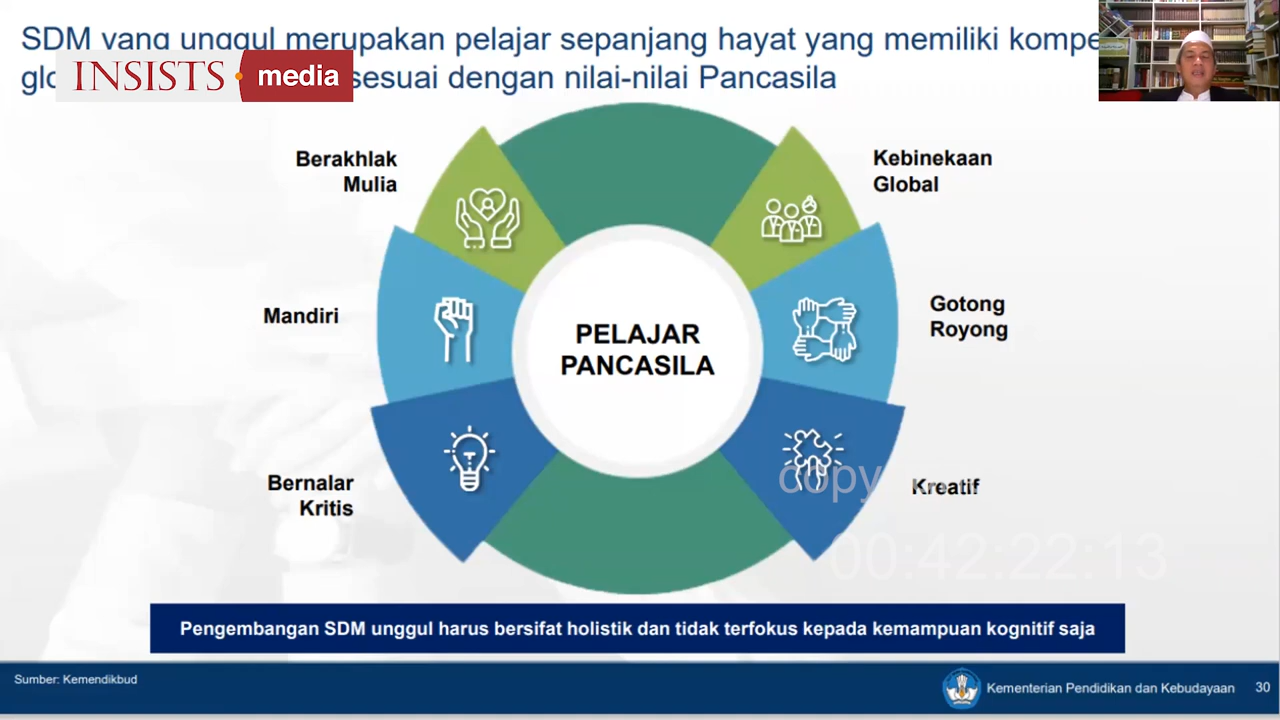 SDM yang unggul merupakan pelajar sepanjang hayat yang memiliki
sesuai dengan nilai-nilai Pancasila
INSISTS media
Berakhlak
Mulia
Kebinekaan
Global
Mandiri
Gotong
Royong
PELAJAR
PANCASILA
Bernalar
Kritis
copy
Kreatif
00:42:22:13
Pengembangan SDM unggul harus bersifat holistik dan tidak terfokus kepada kemampuan kognitif saja
Sumber: Kemendikbud
Kementerian Pendidikan dan Kebudayaan
30